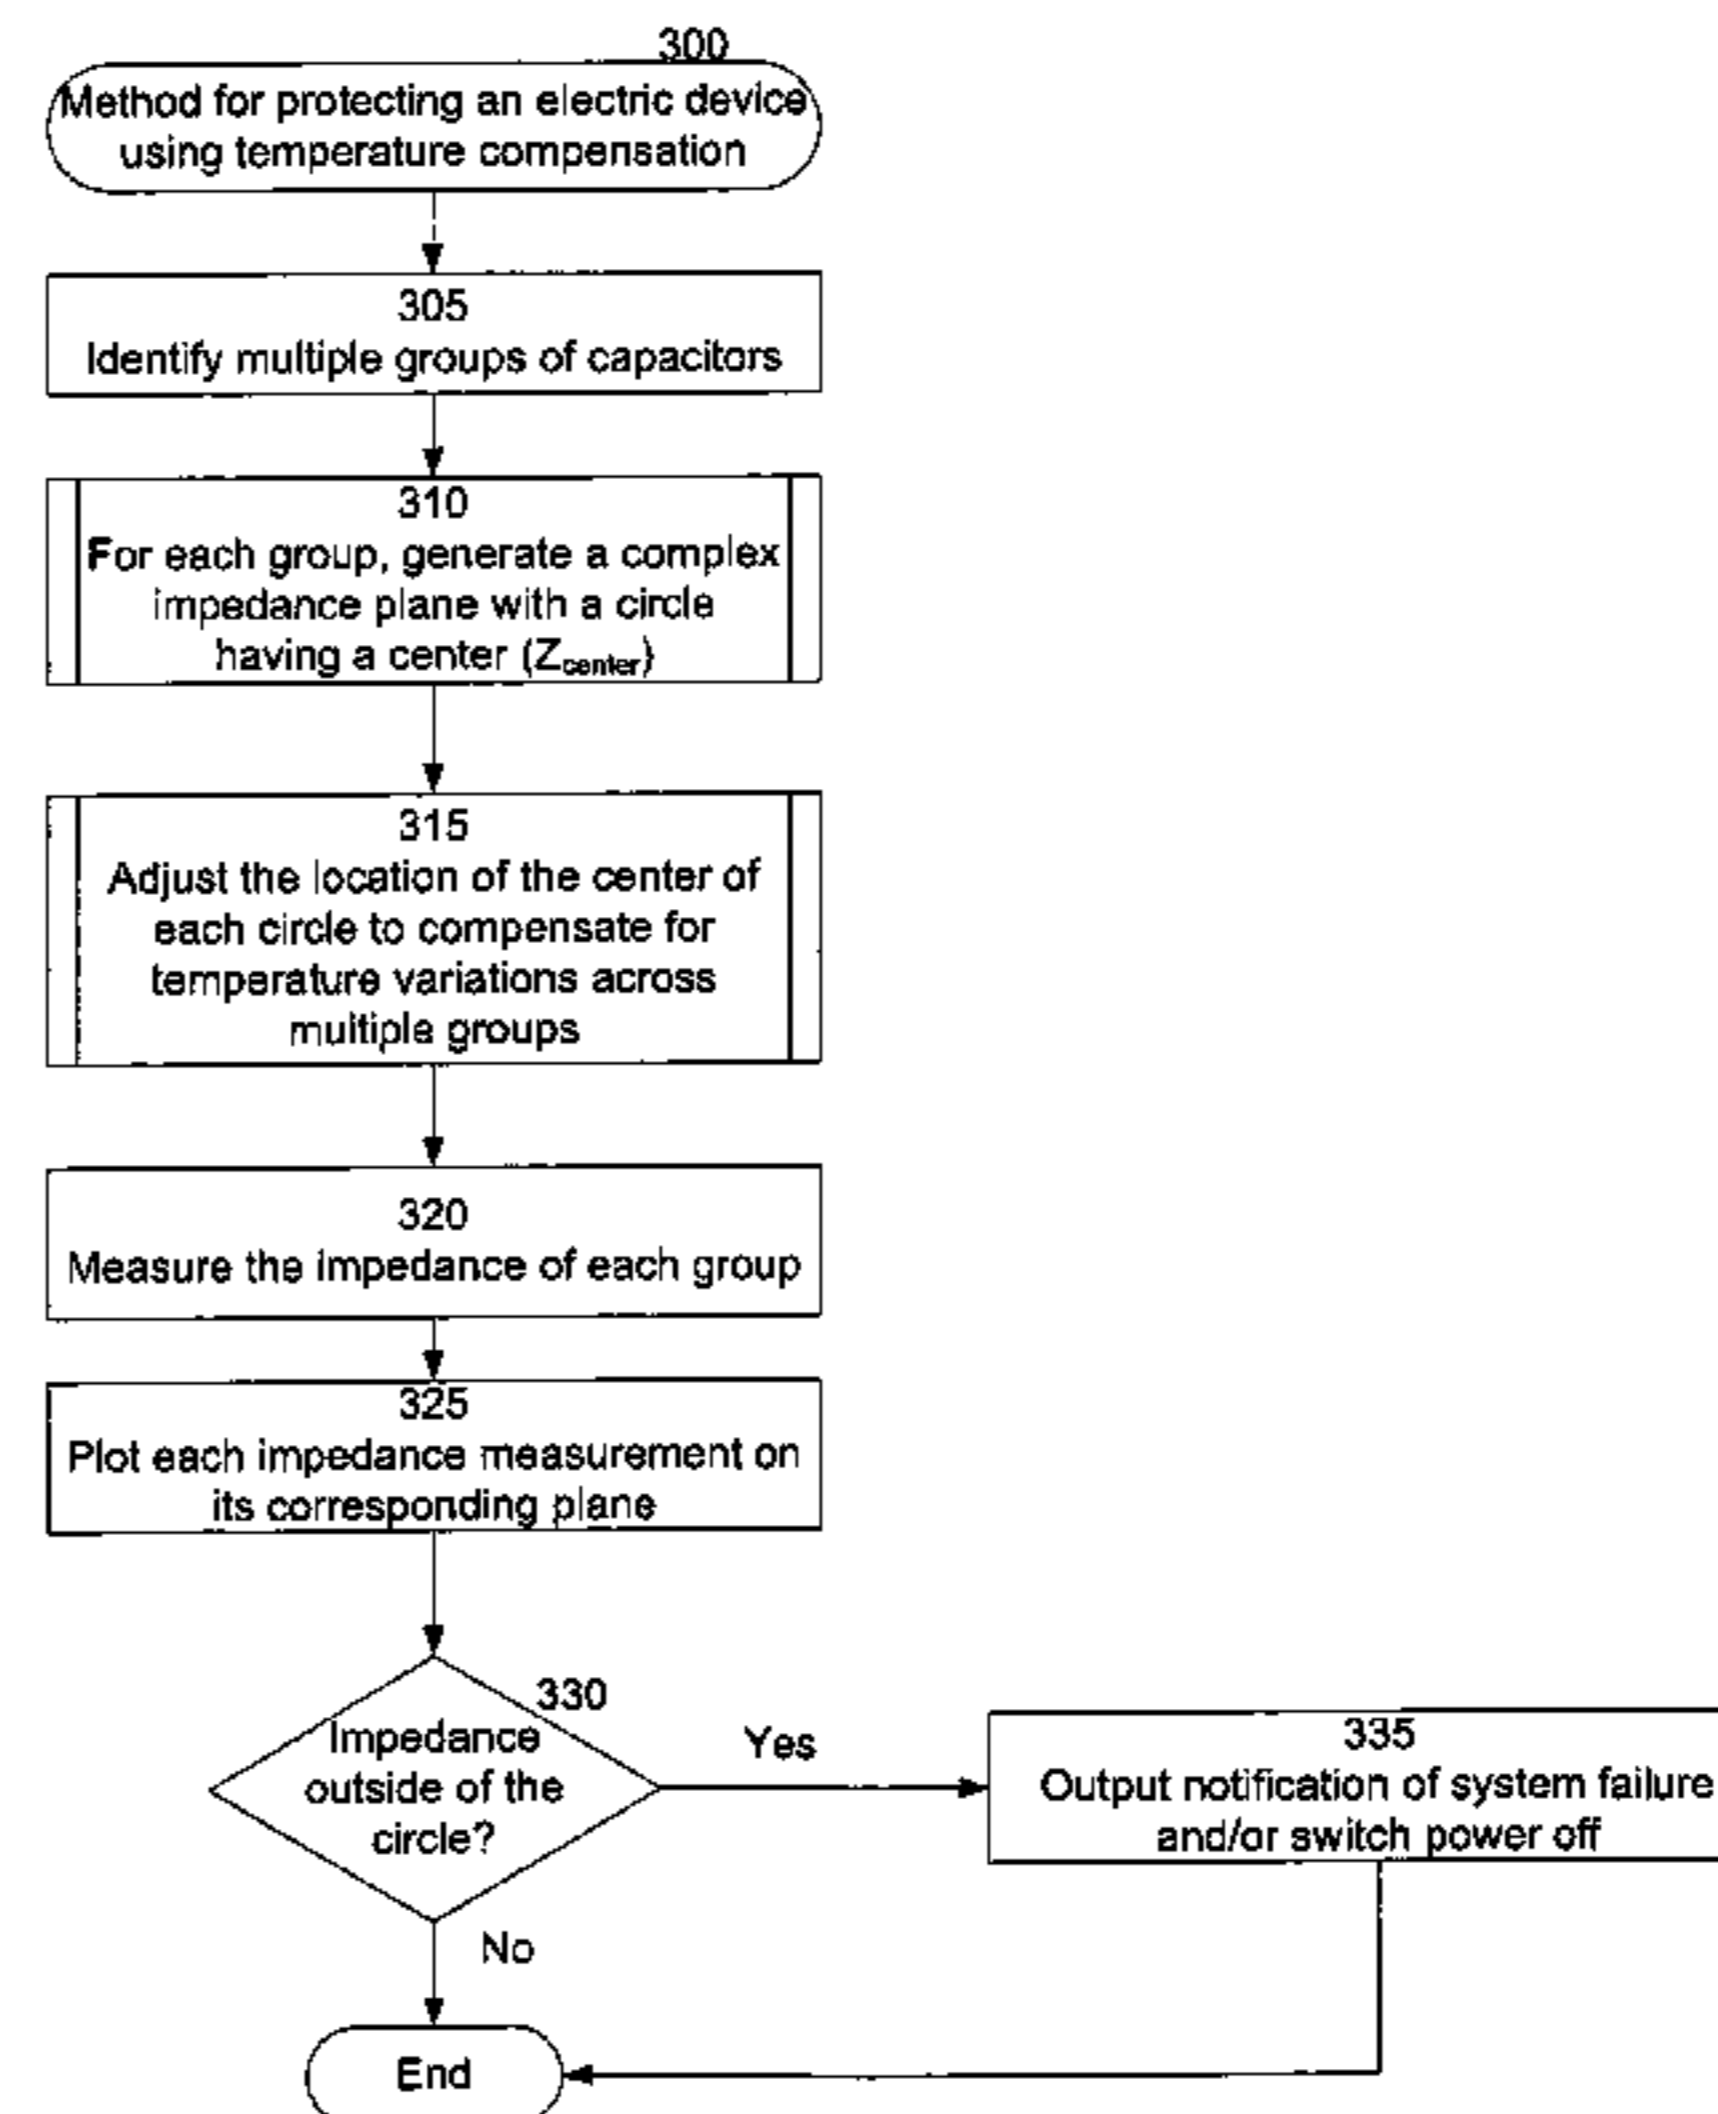 300
Method for protecting an electric device
using temperature compensation
305
Identify multiple groups of capacitors
310
For each group, generate a complex
impedance plane with a circle
having a center (Zcenter)
315
Adjust the location of the center of
each circle to compensate for
temperature variations across
multiple groups
320
Measure the impedance of each group
325
Plot each impedance measurement on
its corresponding plane
330
Impedance
outside of the
circle?
Yes
335
Output notification of system failure
and/or switch power off
No
End